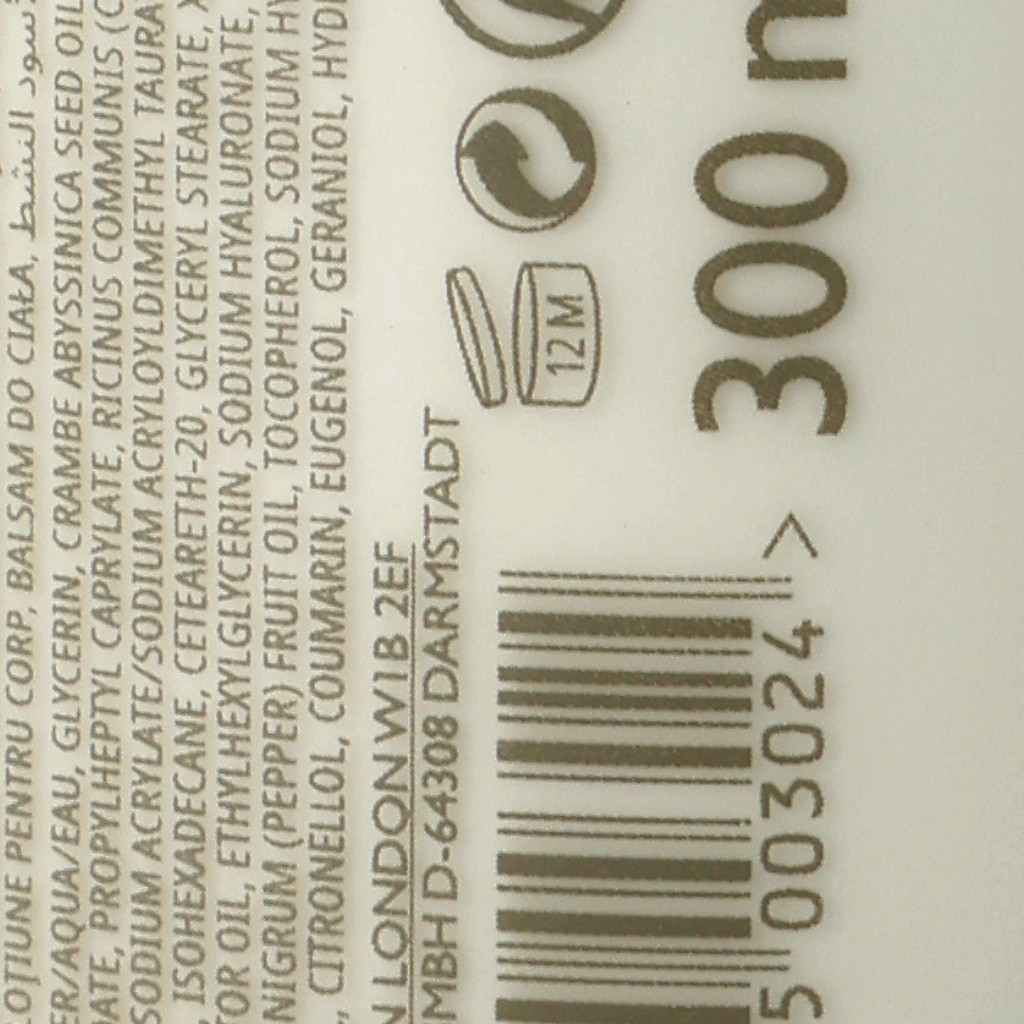 LOȚIUNE PENTRU CORP, BALSAM DO CIAŁA,
ER/AQUA/EAU, GLYCERIN, CRAMBE ABYSSINICA SEED OIL
ATE, PROPYLHEPTYL CAPRYLATE, RICINUS COMMUNIS (C
SODIUM ACRYLATE/SODIUM ACRYLOYLDIMETHYL TAURA
, ISOHEXADECANE, CETEARETH-20, GLYCERYL STEARATE, X
TOR OIL, ETHYLHEXYLGLYCERIN, SODIUM HYALURONATE,
NIGRUM (PEPPER) FRUIT OIL, TOCOPHEROL, SODIUM HY
, CITRONELLOL, COUMARIN, EUGENOL, GERANIOL, HYD
N LONDON W1B 2EF
MBH D-64308 DARMSTADT
12 M
5 003024 >
300 m